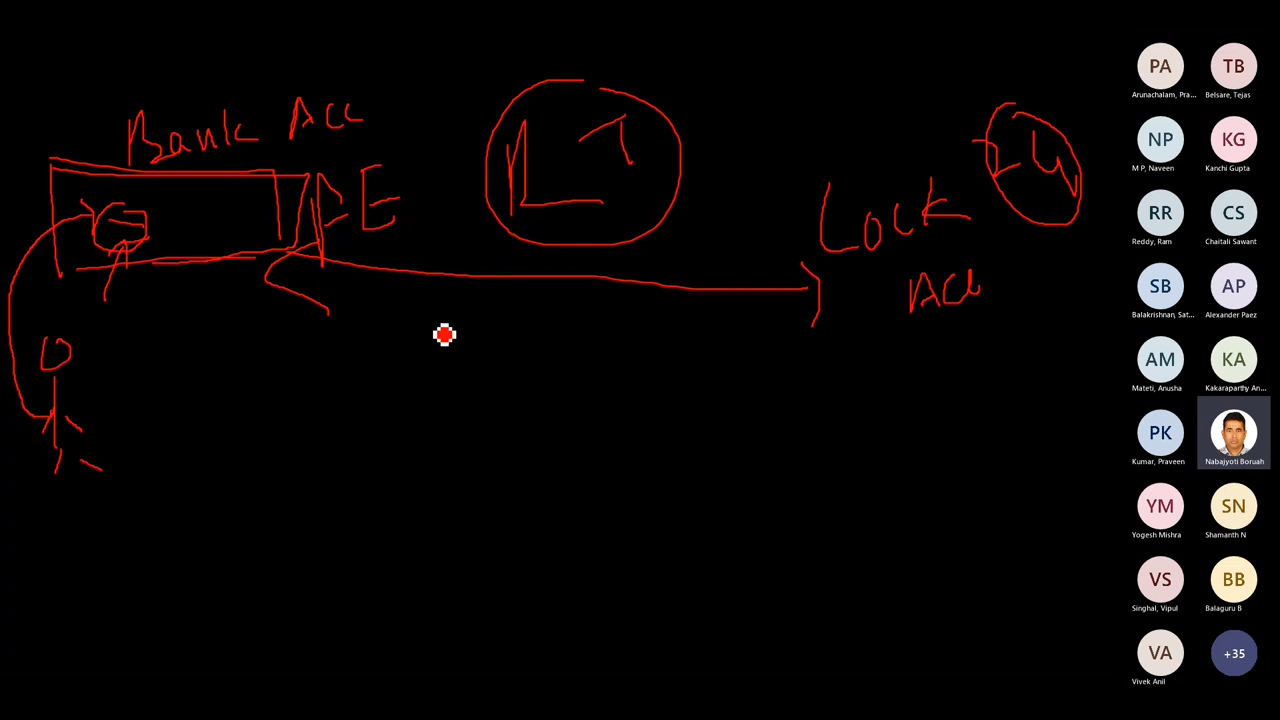 Bank Acc
PE
LT
Lock
Acc
24
PA
Arunachalam, Pra...
TB
Belsare, Tejas
NP
M P, Naveen
KG
Kanchi Gupta
RR
Reddy, Ram
CS
Chaitali Sawant
SB
Balakrishnan, Sat...
AP
Alexander Paez
AM
Mateti, Anusha
KA
Kakaraparthy An...
PK
Kumar, Praveen
Nabajyoti Boruah
YM
Yogesh Mishra
SN
Shamanth N
VS
Singhal, Vipul
BB
Balaguru B
VA
Vivek Anil
+35